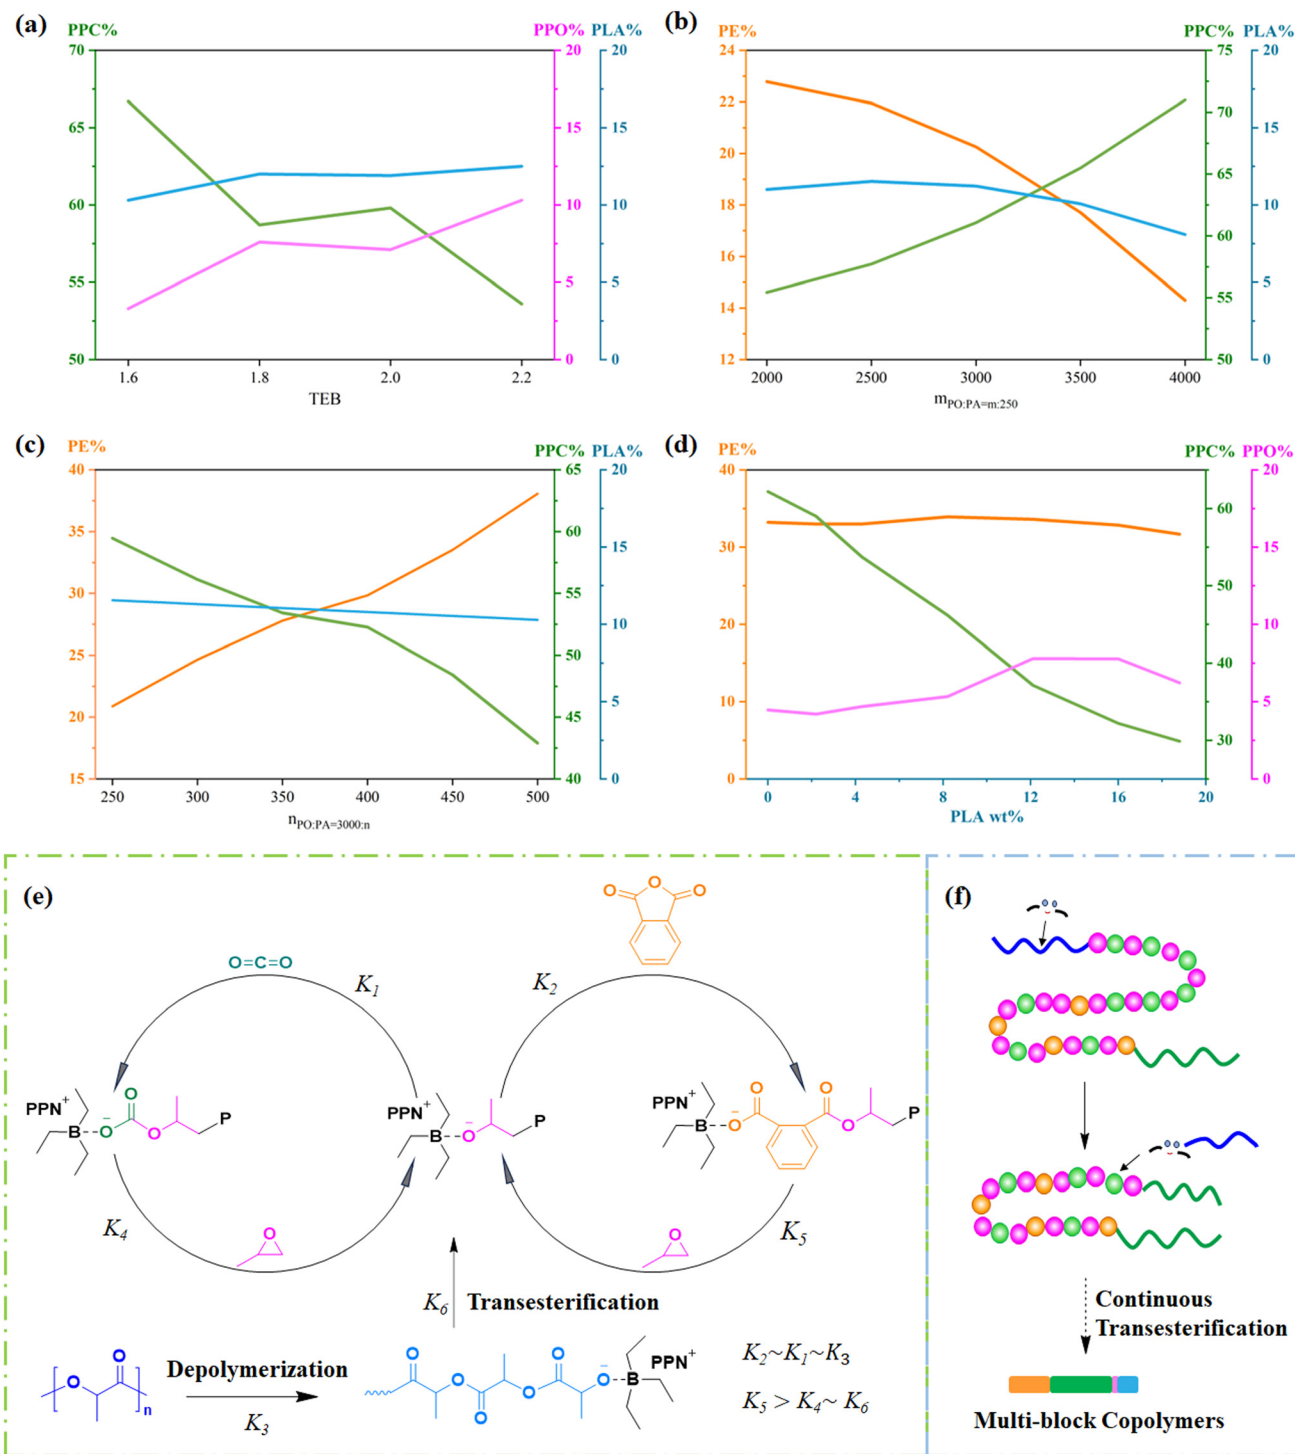 (a)
PPC%
PPO% PLA%
70
65
60
55
50
20
15
10
5
0
20
15
10
5
0
1.6 1.8 2.0 2.2
TEB
(b)
PE%
PPC% PLA%
24
22
20
18
16
14
12
75
70
65
60
55
50
20
15
10
5
0
2000 2500 3000 3500 4000
mPO:PA=m:250
(c)
PE%
PPC% PLA%
40
35
30
25
20
15
65
60
55
50
45
40
20
15
10
5
0
250 300 350 400 450 500
nPO:PA=3000:n
(d)
PE%
PPC% PPO%
40
30
20
10
0
60
50
40
30
20
15
10
5
0
0 4 8 12 16 20
PLA wt%
(e)
O=C=O
K1
K2
O O O
PPN+
B--O−
O
O
P
PPN+
B--O−
P
PPN+
B--O−
O
O
O
P
K4
O
O
K5
K6
Transesterification
O
O
n
Depolymerization
K3
O
O
O
O
O
O−
B
PPN+
K2~K1~K3
K5 > K4~ K6
(f)
Continuous
Transesterification
Multi-block Copolymers